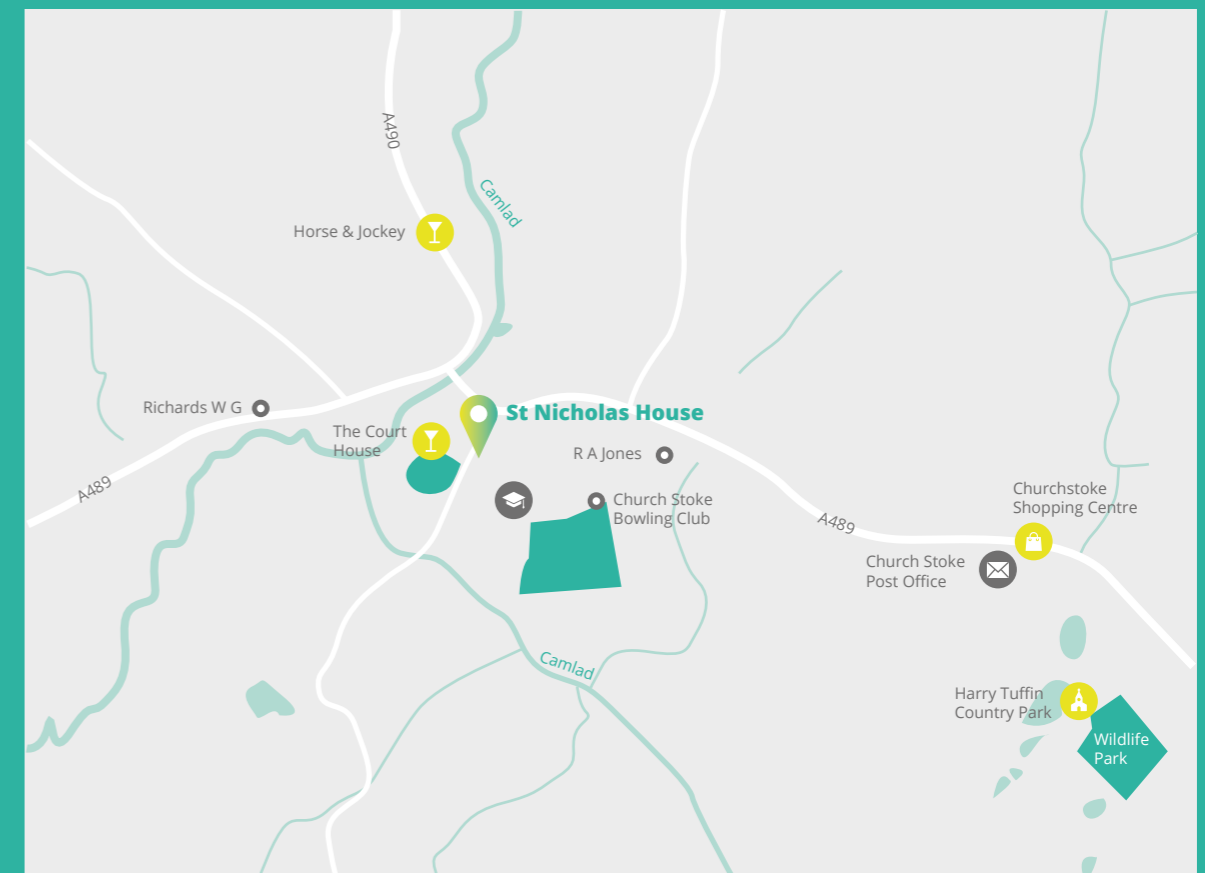 A490
Camlad
Horse & Jockey
Richards W G
St Nicholas House
The Court
House
R A Jones
A489
Church Stoke
Bowling Club
Churchstoke
Shopping Centre
A489
Church Stoke
Post Office
Camlad
Harry Tuffin
Country Park
Wildlife
Park